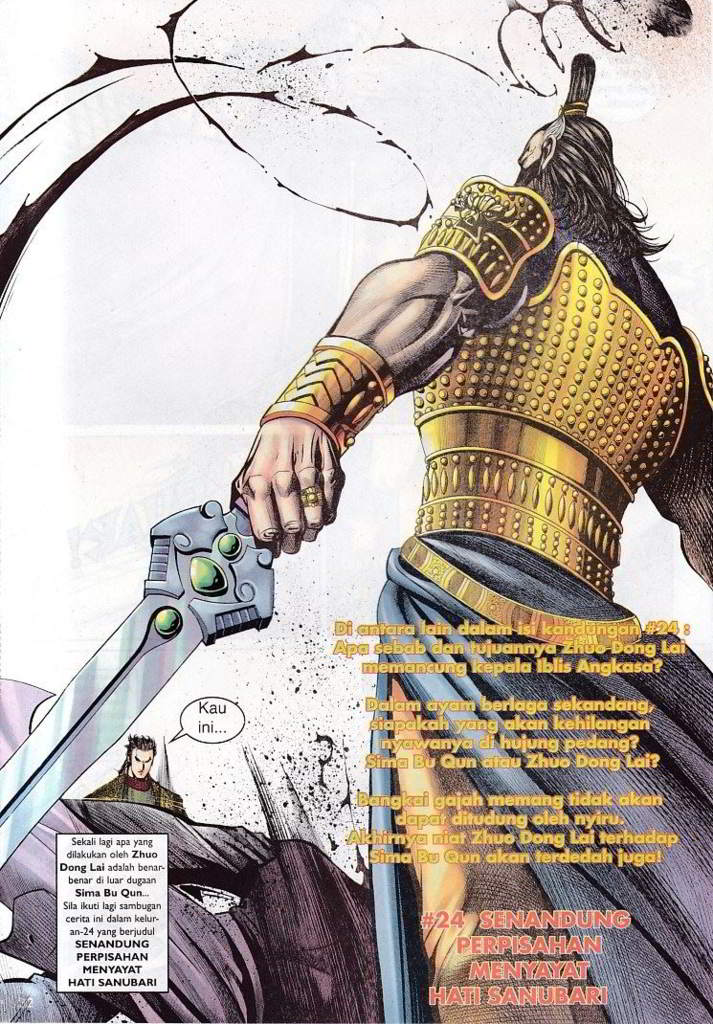 Di antara lain dalam isi kandungan #24 :
Apa sebab dan tujuannya Zhuo Dong Lai
memancung kepala Iblis Angkasa?
Dalam ayam berlaga sekandang,
siapakah yang akan kehilangan
nyawanya di hujung pedang?
Sima Bu Qun atau Zhuo Dong Lai?
Kau
ini...
Bangkai gajah memang tidak akan
dapat ditudung oleh nyiru.
Akhirnya niat Zhuo Dong Lai terhadap
Sima Bu Qun akan terdedah juga!
Sekali lagi apa yang
dilakukan oleh Zhuo
Dong Lai adalah benar-
benar di luar dugaan
Sima Bu Qun...
Sila ikuti lagi sambugan
cerita ini dalam kelur-
an-24 yang berjudul
SENANDUNG
PERPISAHAN
MENYAYAT
HATI SANUBARI
#24 SENANDUNG
PERPISAHAN
MENYAYAT
HATI SANUBARI